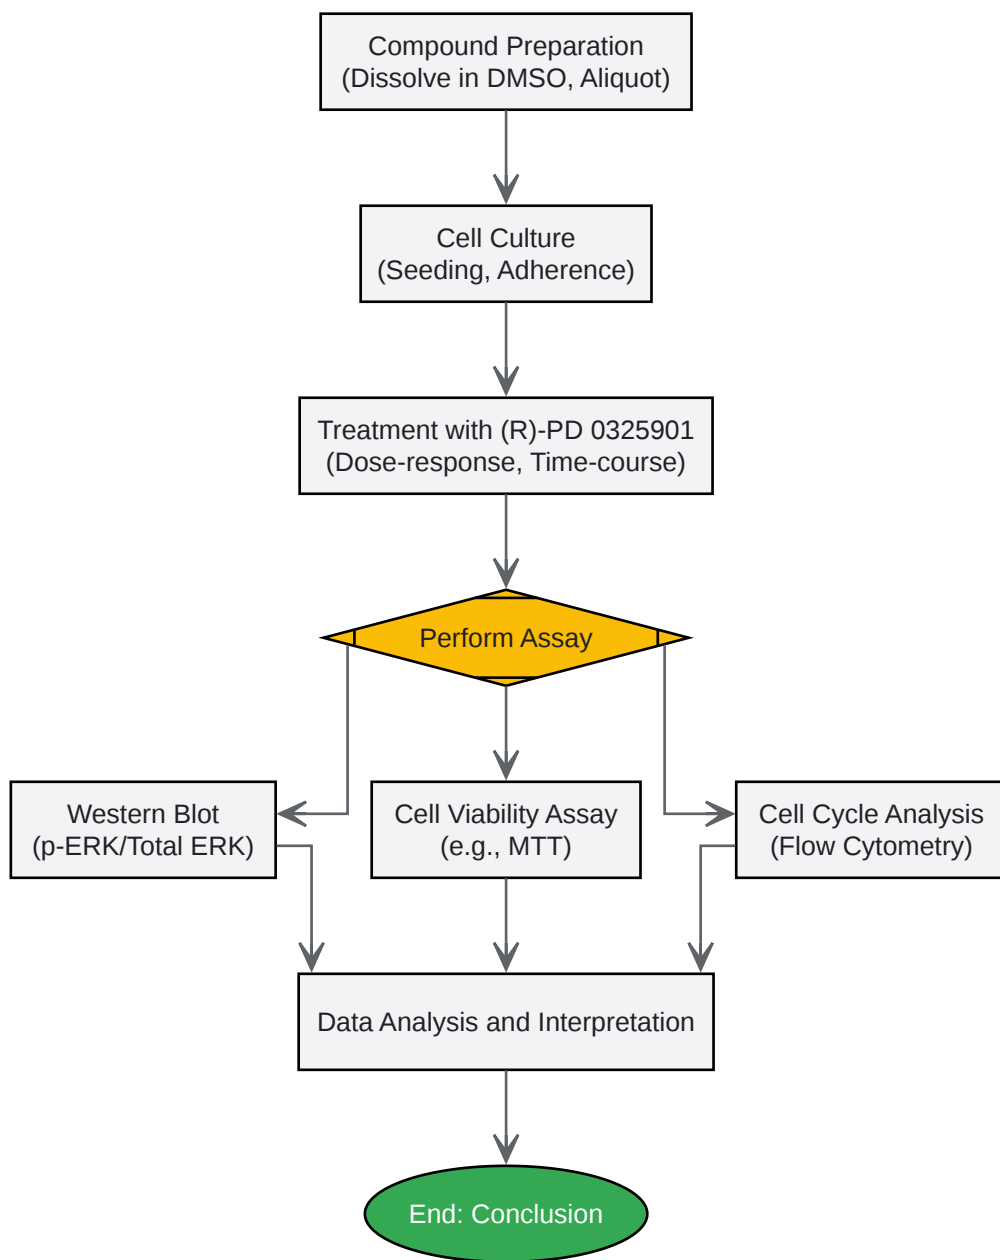 Compound Preparation
(Dissolve in DMSO, Aliquot)
Cell Culture
(Seeding, Adherence)
Treatment with (R)-PD 0325901
(Dose-response, Time-course)
Perform Assay
Western Blot
(p-ERK/Total ERK)
Cell Viability Assay
(e.g., MTT)
Cell Cycle Analysis
(Flow Cytometry)
Data Analysis and Interpretation
End: Conclusion